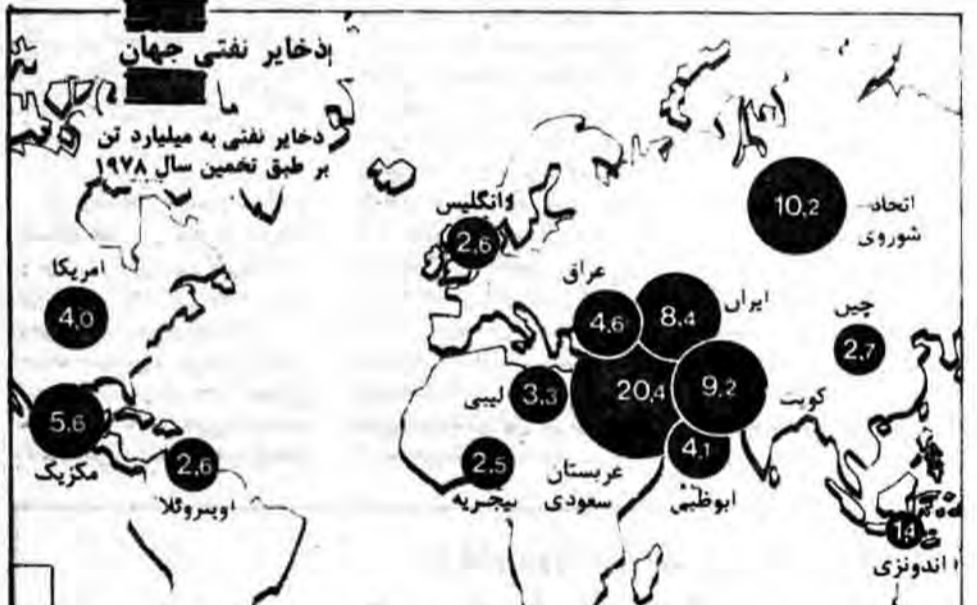 ذخایر نفتی جهان
ذخایر نفتی به میلیارد تن
بر طبق تخمین سال ۱۹۷۸
انگلیس
2,6
اتحاد
شوروی
10,2
امریکا
4,0
عراق
4,6
ایران
8,4
چین
2,7
مکزیک
5,6
2,6
لیبی
3,3
20,4
عربستان
سعودی
9,2
کویت
4,1
ابوظبی
2,5
1,4
اندونزی